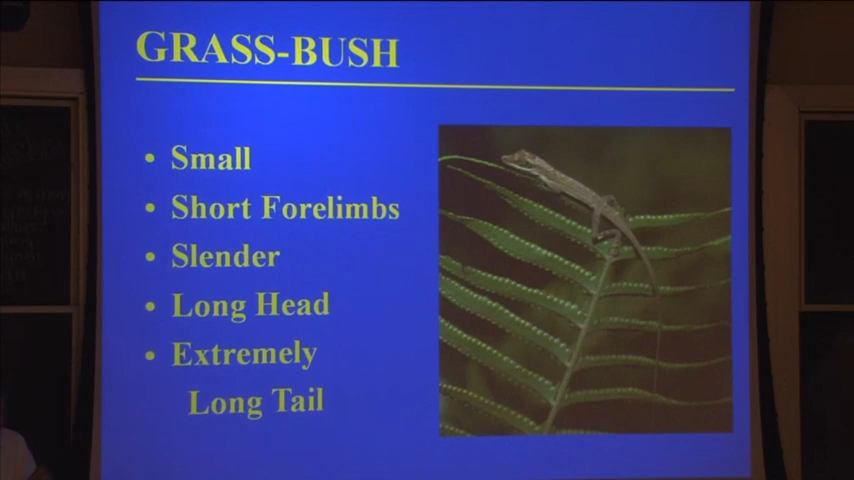 GRASS-BUSH
• Small
• Short Forelimbs
• Slender
• Long Head
• Extremely
Long Tail